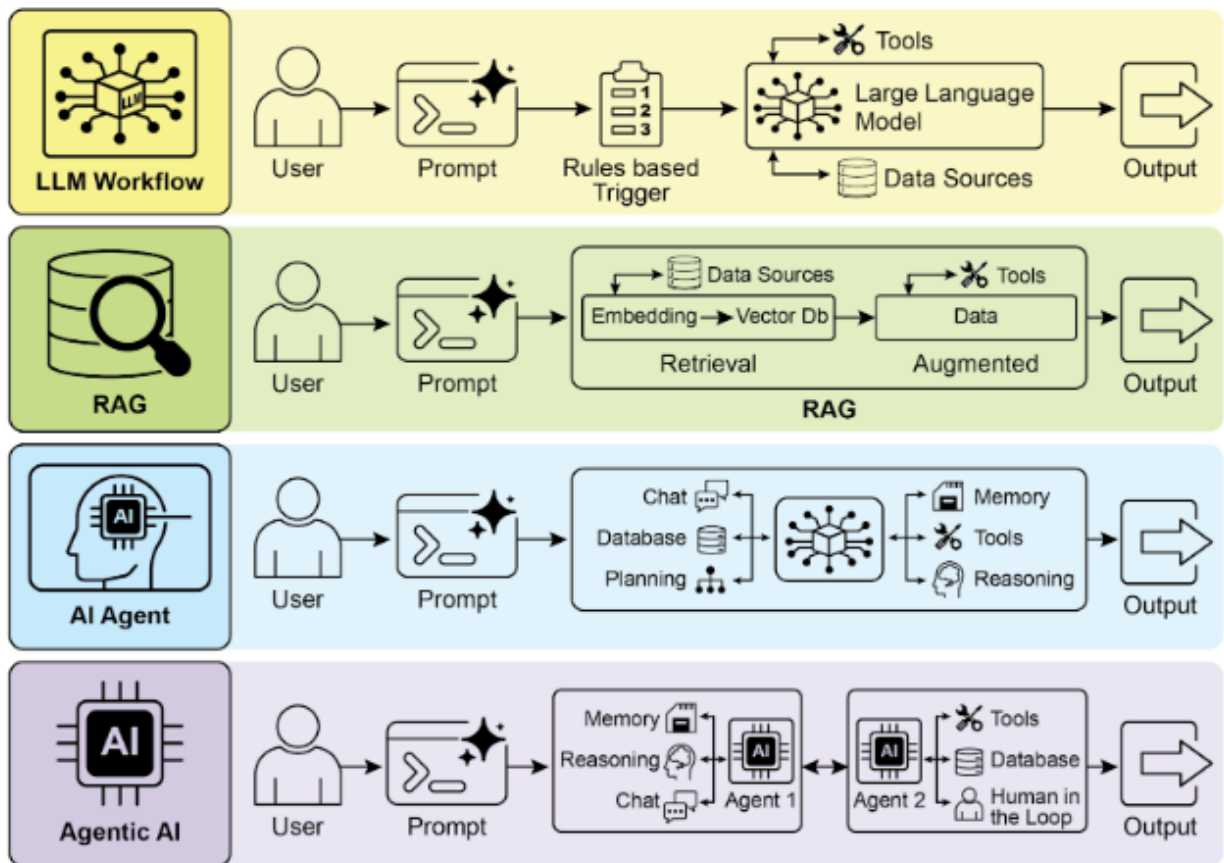 LLM
LLM Workflow
User
Prompt
1
2
3
Rules based
Trigger
Tools
Large Language
Model
Data Sources
Output
RAG
User
Prompt
Data Sources
Embedding
Vector Db
Retrieval
Tools
Data
Augmented
RAG
Output
AI
AI Agent
User
Prompt
Chat
Database
Planning
Memory
Tools
Reasoning
Output
AI
Agentic AI
User
Prompt
Memory
Reasoning
Chat
AI
Agent 1
AI
Agent 2
Tools
Database
Human in
the Loop
Output